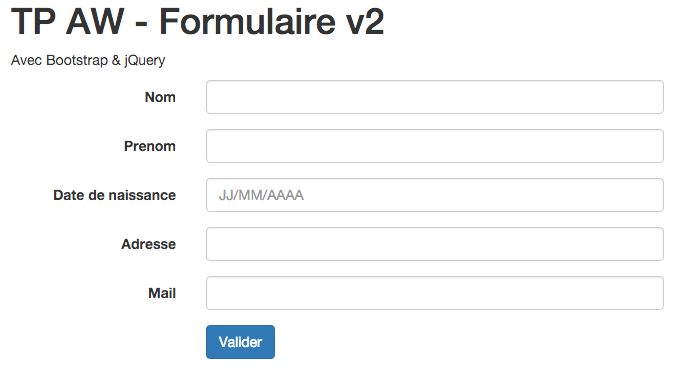 TP AW - Formulaire v2
Avec Bootstrap & jQuery
Nom
Prenom
Date de naissance JJ/MM/AAAA
Adresse
Mail
Valider